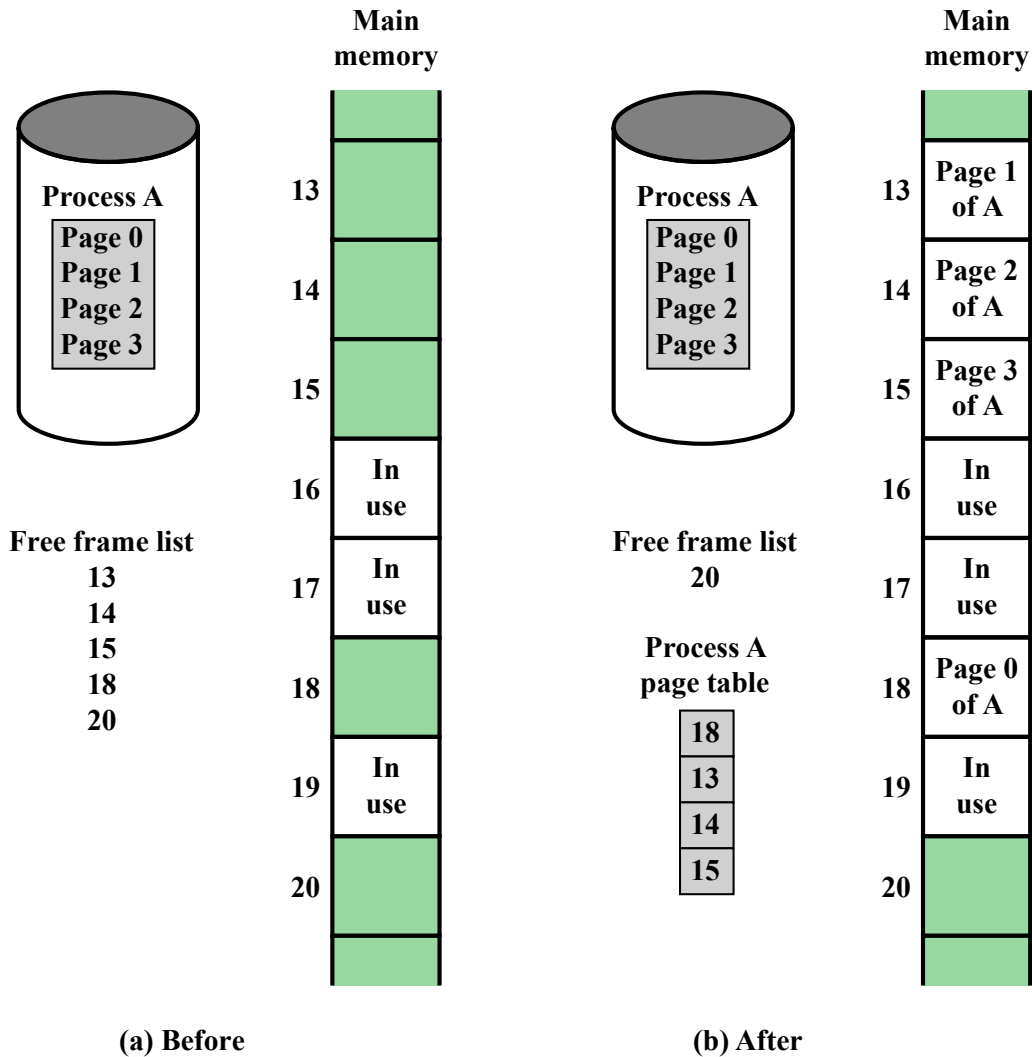 Main
memory
Process A
Page 0
Page 1
Page 2
Page 3
13
14
15
16
In
use
17
In
use
18
19
In
use
20
Free frame list
13
14
15
18
20
(a) Before
Main
memory
Process A
Page 0
Page 1
Page 2
Page 3
13
Page 1
of A
14
Page 2
of A
15
Page 3
of A
16
In
use
17
In
use
18
Page 0
of A
19
In
use
20
Free frame list
20
Process A
page table
18
13
14
15
(b) After